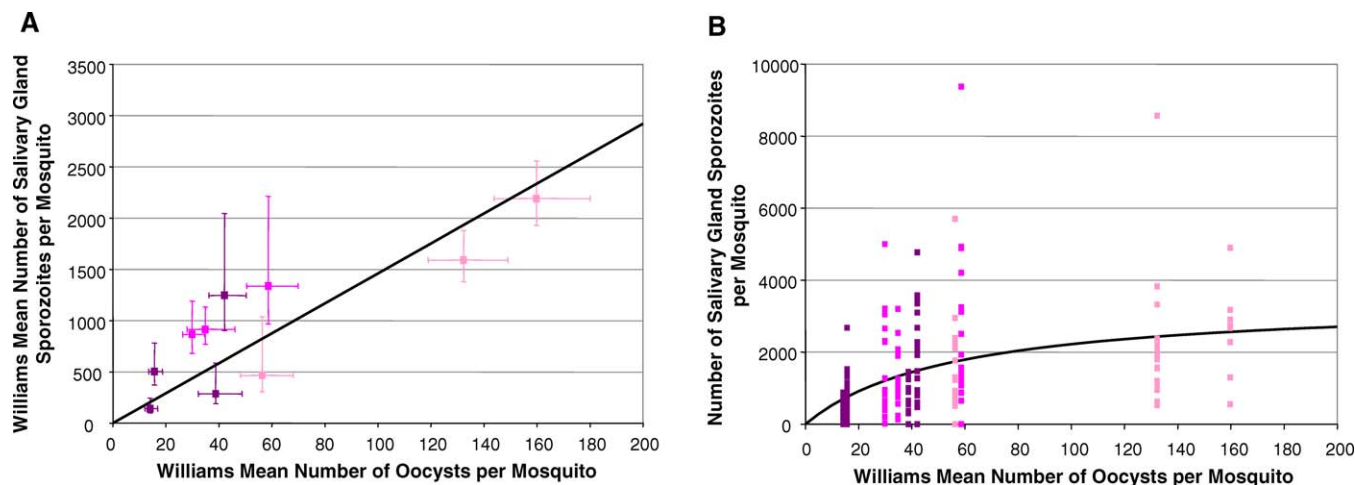 A
Williams Mean Number of Salivary Gland
Sporozoites per Mosquito
3500
3000
2500
2000
1500
1000
500
0
0 20 40 60 80 100 120 140 160 180 200
Williams Mean Number of Oocysts per Mosquito
B
Number of Salivary Gland Sporozoites
per Mosquito
10000
8000
6000
4000
2000
0
0 20 40 60 80 100 120 140 160 180 200
Williams Mean Number of Oocysts per Mosquito